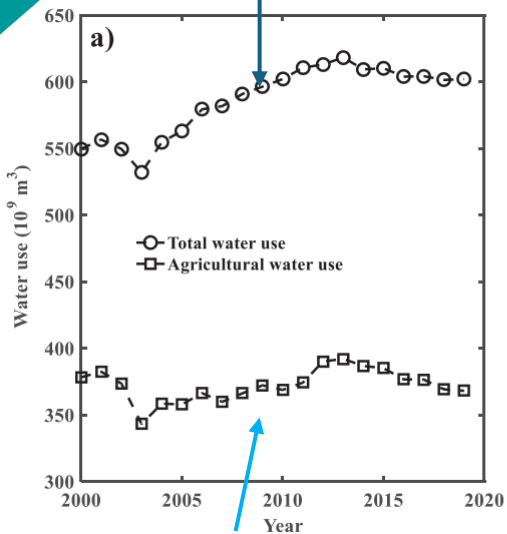 a)
650
600
550
500
450
400
350
300
Water use (10⁹ m³)
Total water use
Agricultural water use
2000 2005 2010 2015 2020
Year